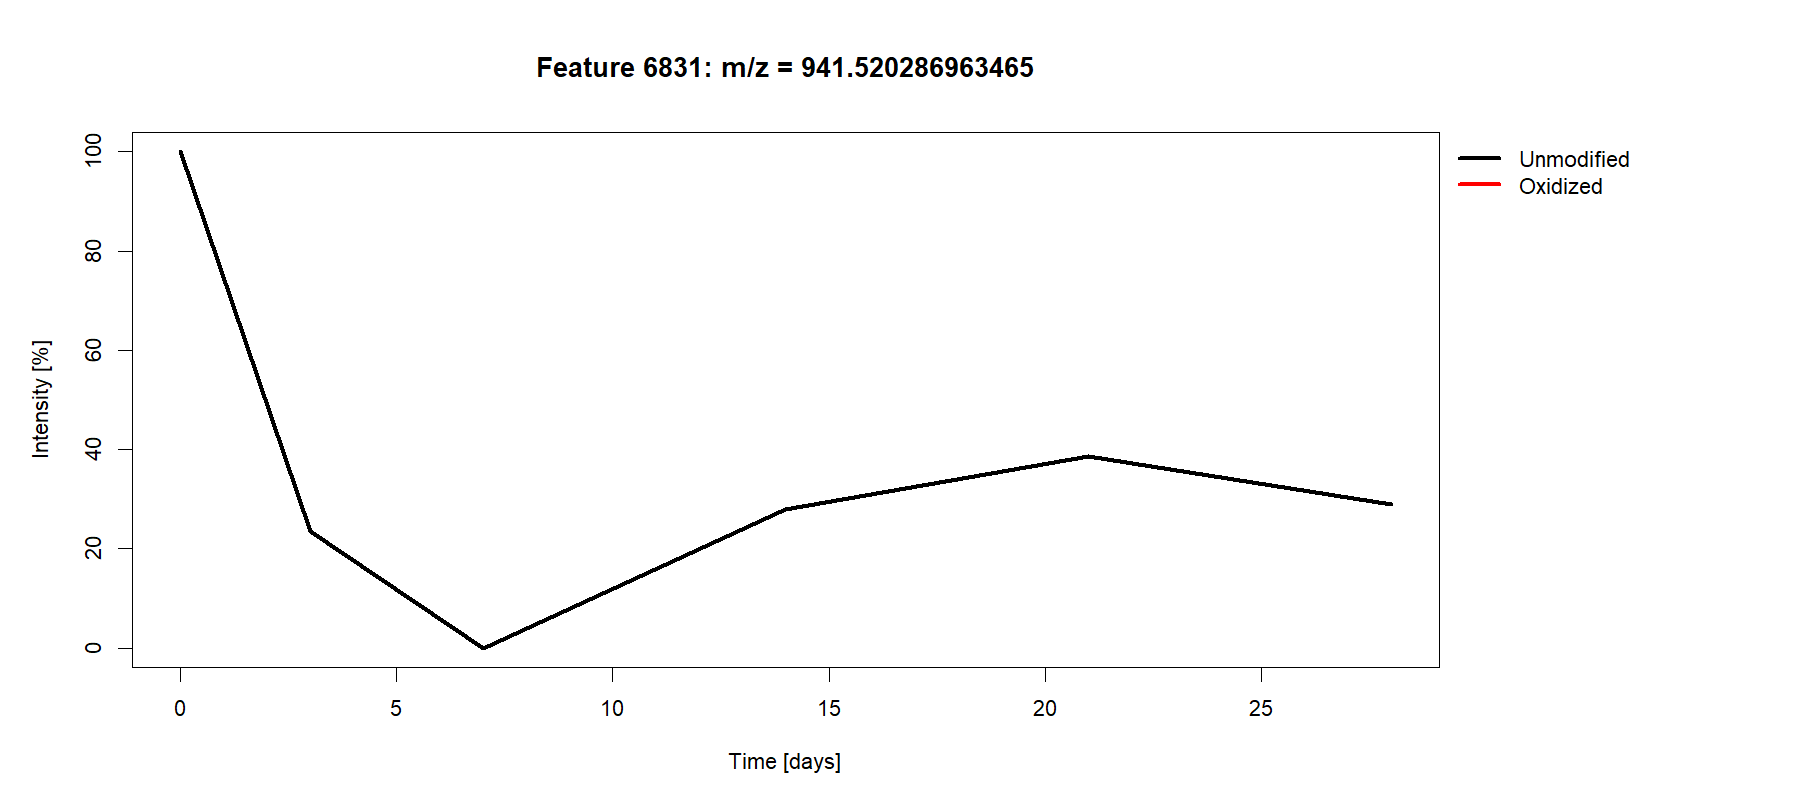 Feature 6831: m/z = 941.520286963465
Unmodified
Oxidized
100
80
60
40
20
0
Intensity [%]
0 5 10 15 20 25
Time [days]